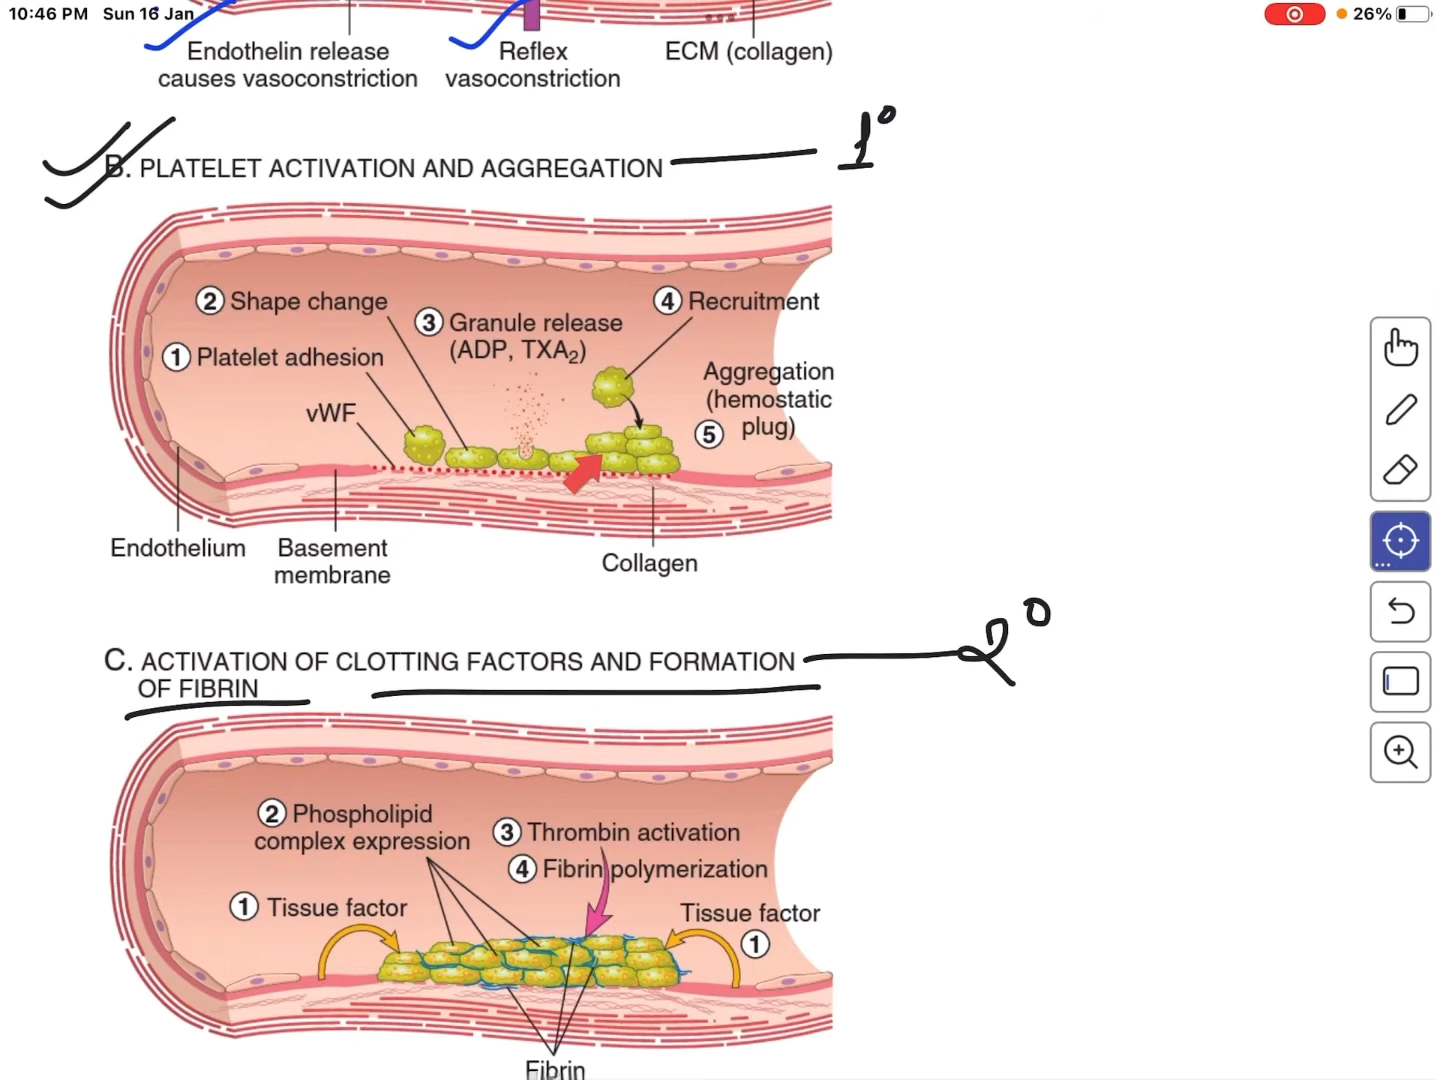 10:46 PM Sun 16 Jan
26%
Endothelin release
causes vasoconstriction
Reflex
vasoconstriction
ECM (collagen)
B. PLATELET ACTIVATION AND AGGREGATION
1°
② Shape change
③ Granule release
(ADP, TXA₂)
④ Recruitment
① Platelet adhesion
Aggregation
(hemostatic
⑤ plug)
vWF
Endothelium
Basement
membrane
Collagen
C. ACTIVATION OF CLOTTING FACTORS AND FORMATION
OF FIBRIN
2°
② Phospholipid
complex expression
③ Thrombin activation
④ Fibrin polymerization
① Tissue factor
Tissue factor
①
Fibrin